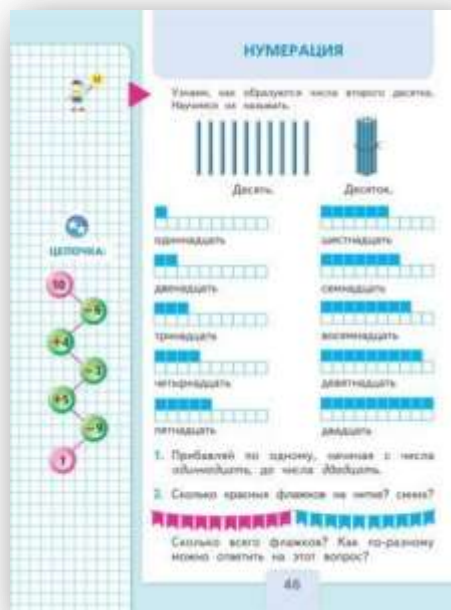 НУМЕРАЦИЯ
Узнаем, как образуются числа второго десятка.
Научимся их называть.
Десять.
Десяток.
одиннадцать
шестнадцать
двенадцать
семнадцать
тринадцать
восемнадцать
четырнадцать
девятнадцать
пятнадцать
двадцать
1. Прибавляй по одному, начиная с числа
одиннадцать, до числа двадцать.
2. Сколько красных флажков на нитке? синих?
Сколько всего флажков? Как по-разному
можно ответить на этот вопрос?
46
ЦЕПОЧКА:
10
+4
-3
+5
-9
1